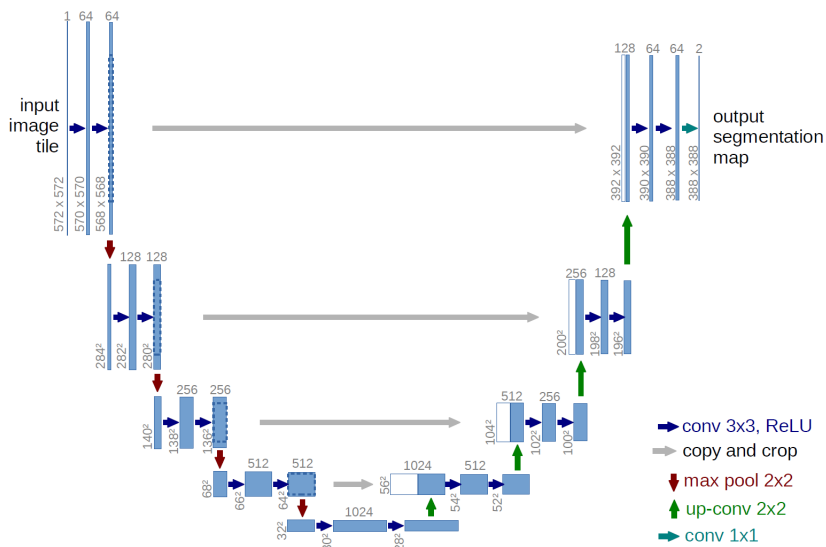 1 64 64
128 64 64 2
input
image
tile
output
segmentation
map
572 x 572
570 x 570
568 x 568
392 x 392
390 x 390
388 x 388
388 x 388
128 128
256 128
284²
282²
280²
200²
198²
196²
256 256
512 256
140²
138²
136²
104²
102²
100²
512 512
1024 512
68²
66²
64²
56²
54²
52²
1024
32²
30²
28²
conv 3x3, ReLU
copy and crop
max pool 2x2
up-conv 2x2
conv 1x1